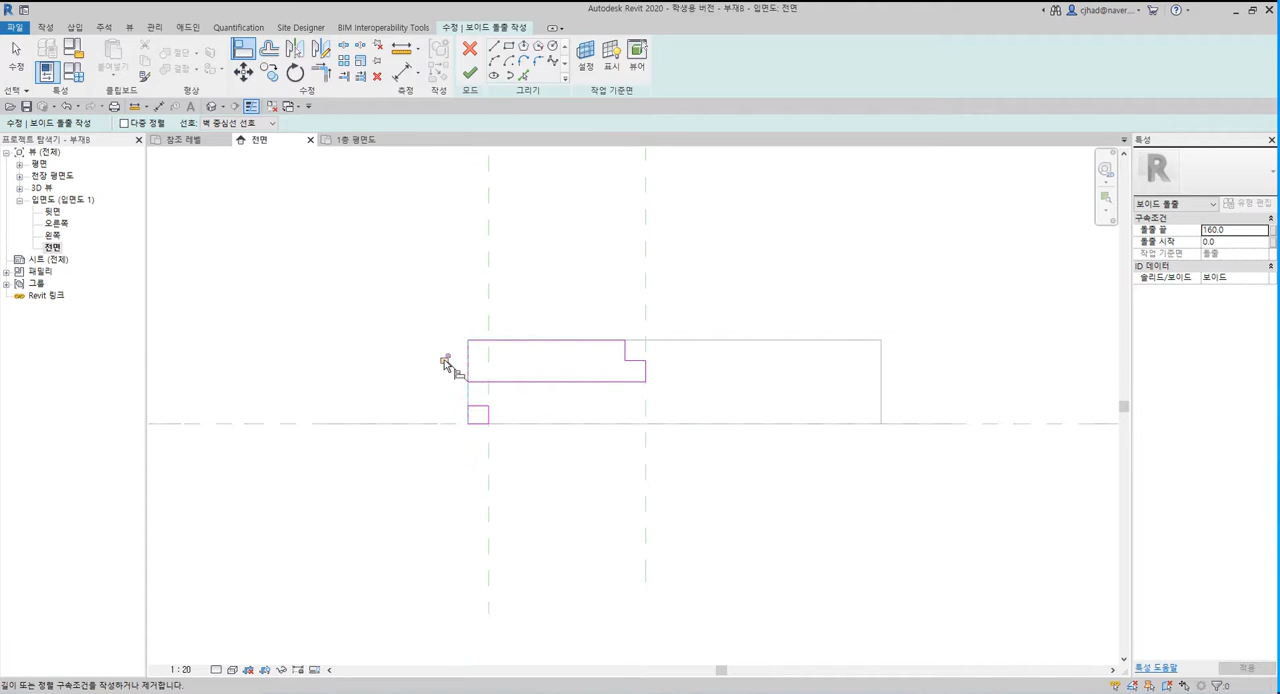 Autodesk Revit 2020 - 학생용 버전 - 부재B - 입면도: 전면
cjhad@naver....
파일 작성 삽입 주석 뷰 관리 애드인 Quantification Site Designer BIM Interoperability Tools 수정 | 보이드 돌출 작성
수정 붙여넣기 절단 결합 작성 설정 표시 뷰어
선택 특성 클립보드 형상 수정 측정 작성 모드 그리기 작업 기준면
수정 | 보이드 돌출 작성 다중 정렬 선호: 벽 중심선 선호
프로젝트 탐색기 - 부재B
참조 레벨
전면
1층 평면도
특성
뷰 (전체)
평면
천장 평면도
3D 뷰
입면도 (입면도 1)
뒷면
오른쪽
왼쪽
전면
시트 (전체)
패밀리
그룹
Revit 링크
보이드 돌출 유형 편집
구속조건
돌출 끝 160.0
돌출 시작 0.0
작업 기준면 돌출
ID 데이터
솔리드/보이드 보이드
1 : 20
특성 도움말 적용
길이 또는 정렬 구속조건을 작성하거나 제거합니다.
:0